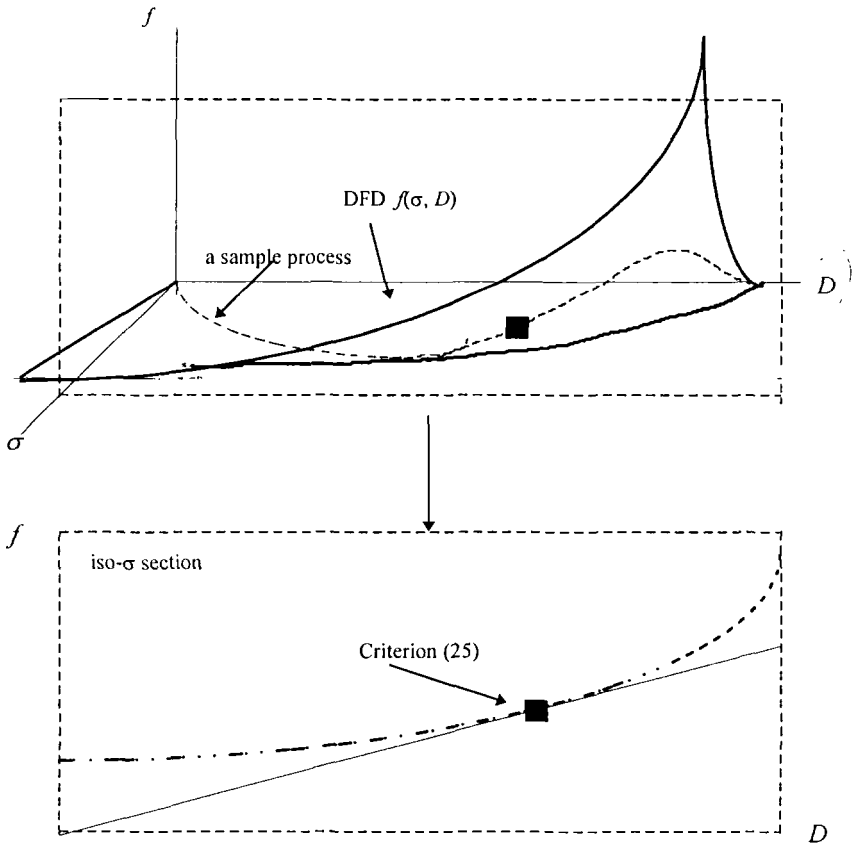 f
DFD f(σ, D)
a sample process
D
σ
f
iso-σ section
Criterion (25)
D